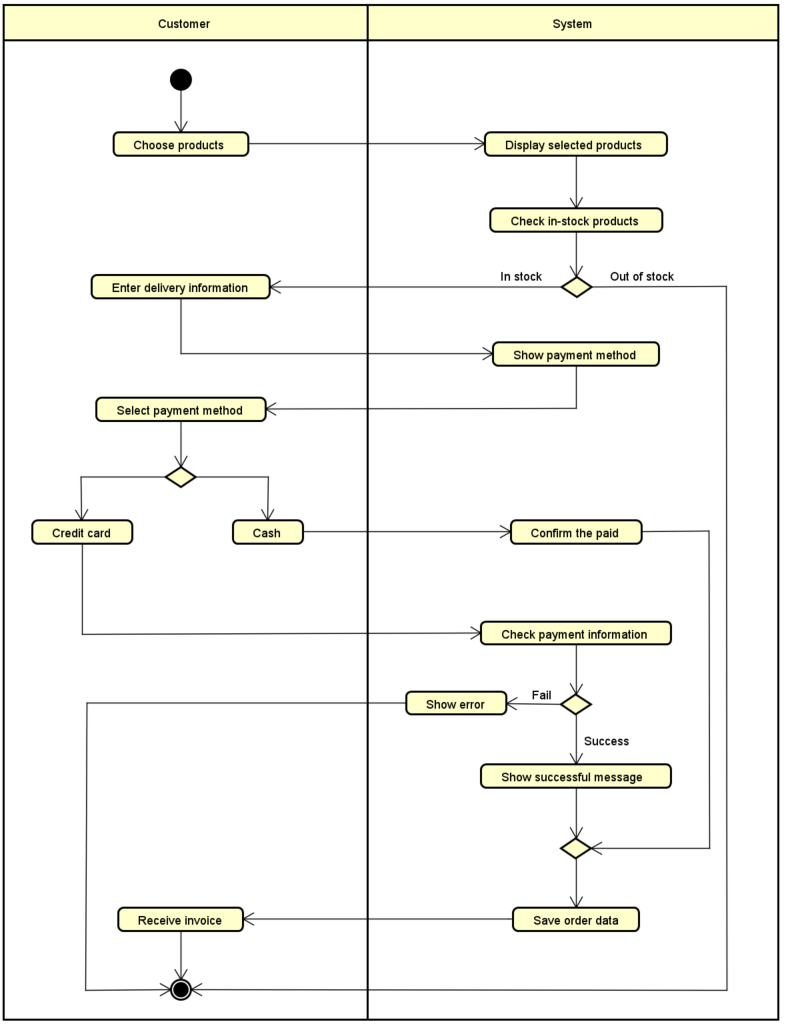 Customer
System
Choose products
Display selected products
Check in-stock products
In stock
Out of stock
Enter delivery information
Show payment method
Select payment method
Credit card
Cash
Confirm the paid
Check payment information
Fail
Show error
Success
Show successful message
Receive invoice
Save order data